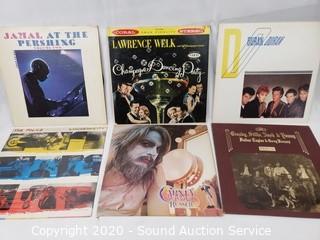 JAMAL AT THE
PERSHING
CORAL
STEREO
LAWRENCE WELK
Champagne Dancing Party
DURAN DURAN
THE POLICE
SYNCHRONICITY
CARNEY
LEON
RUSSELL
Crosby, Stills, Nash & Young
Dallas Taylor & Greg Reeves
Copyright 2020 - Sound Auction Service